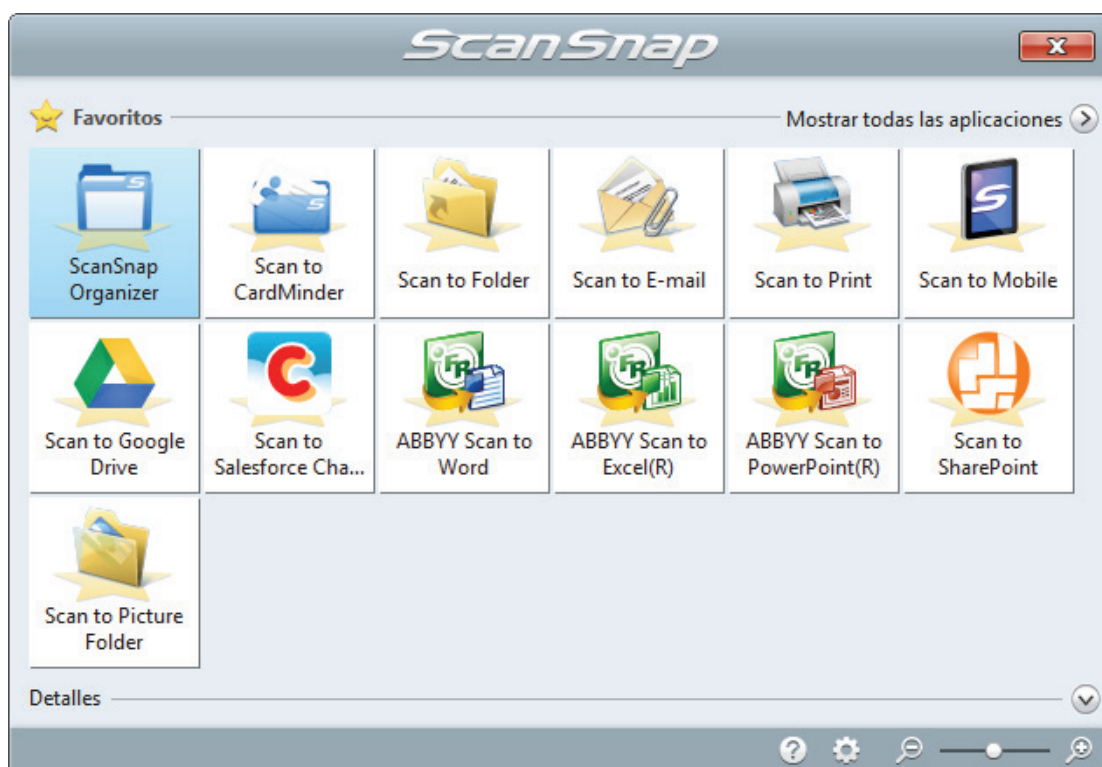 ScanSnap
Favoritos
Mostrar todas las aplicaciones
ScanSnap
Organizer
Scan to
CardMinder
Scan to Folder
Scan to E-mail
Scan to Print
Scan to Mobile
Scan to Google
Drive
Scan to
Salesforce Cha...
ABBYY Scan to
Word
ABBYY Scan to
Excel(R)
ABBYY Scan to
PowerPoint(R)
Scan to
SharePoint
Scan to Picture
Folder
Detalles